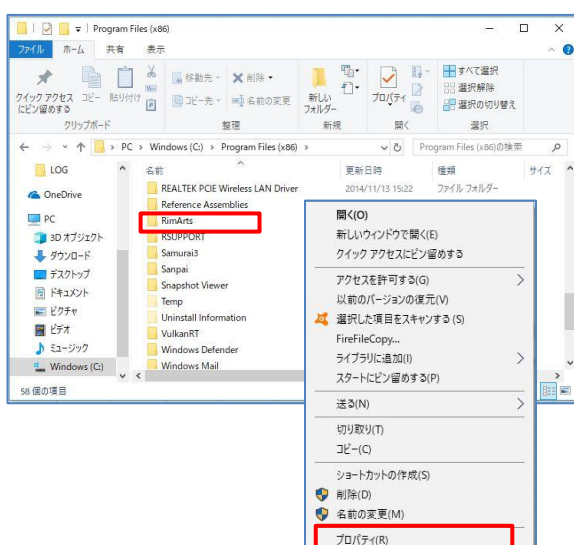 Program Files (x86)
ファイル ホーム 共有 表示
クイック アクセス
にピン留めする
コピー
貼り付け
移動先
コピー先
削除
名前の変更
新しい
フォルダー
プロパティ
すべて選択
選択解除
選択の切り替え
クリップボード 整理 新規 開く 選択
PC > Windows (C:) > Program Files (x86) >
Program Files (x86)の検索
LOG
OneDrive
PC
3D オブジェクト
ダウンロード
デスクトップ
ドキュメント
ピクチャ
ビデオ
ミュージック
Windows (C:)
名前 更新日時 種類 サイズ
REALTEK PCIE Wireless LAN Driver 2014/11/13 15:22 ファイル フォルダー
Reference Assemblies
RimArts
RSUPPORT
Samurai3
Sanpai
Snapshot Viewer
Temp
Uninstall Information
VulkanRT
Windows Defender
Windows Mail
58 個の項目
開く(O)
新しいウィンドウで開く(E)
クイック アクセスにピン留めする
アクセスを許可する(G)
以前のバージョンの復元(V)
選択した項目をスキャンする (S)
FireFileCopy...
ライブラリに追加(I)
スタートにピン留めする(P)
送る(N)
切り取り(T)
コピー(C)
ショートカットの作成(S)
削除(D)
名前の変更(M)
プロパティ(R)